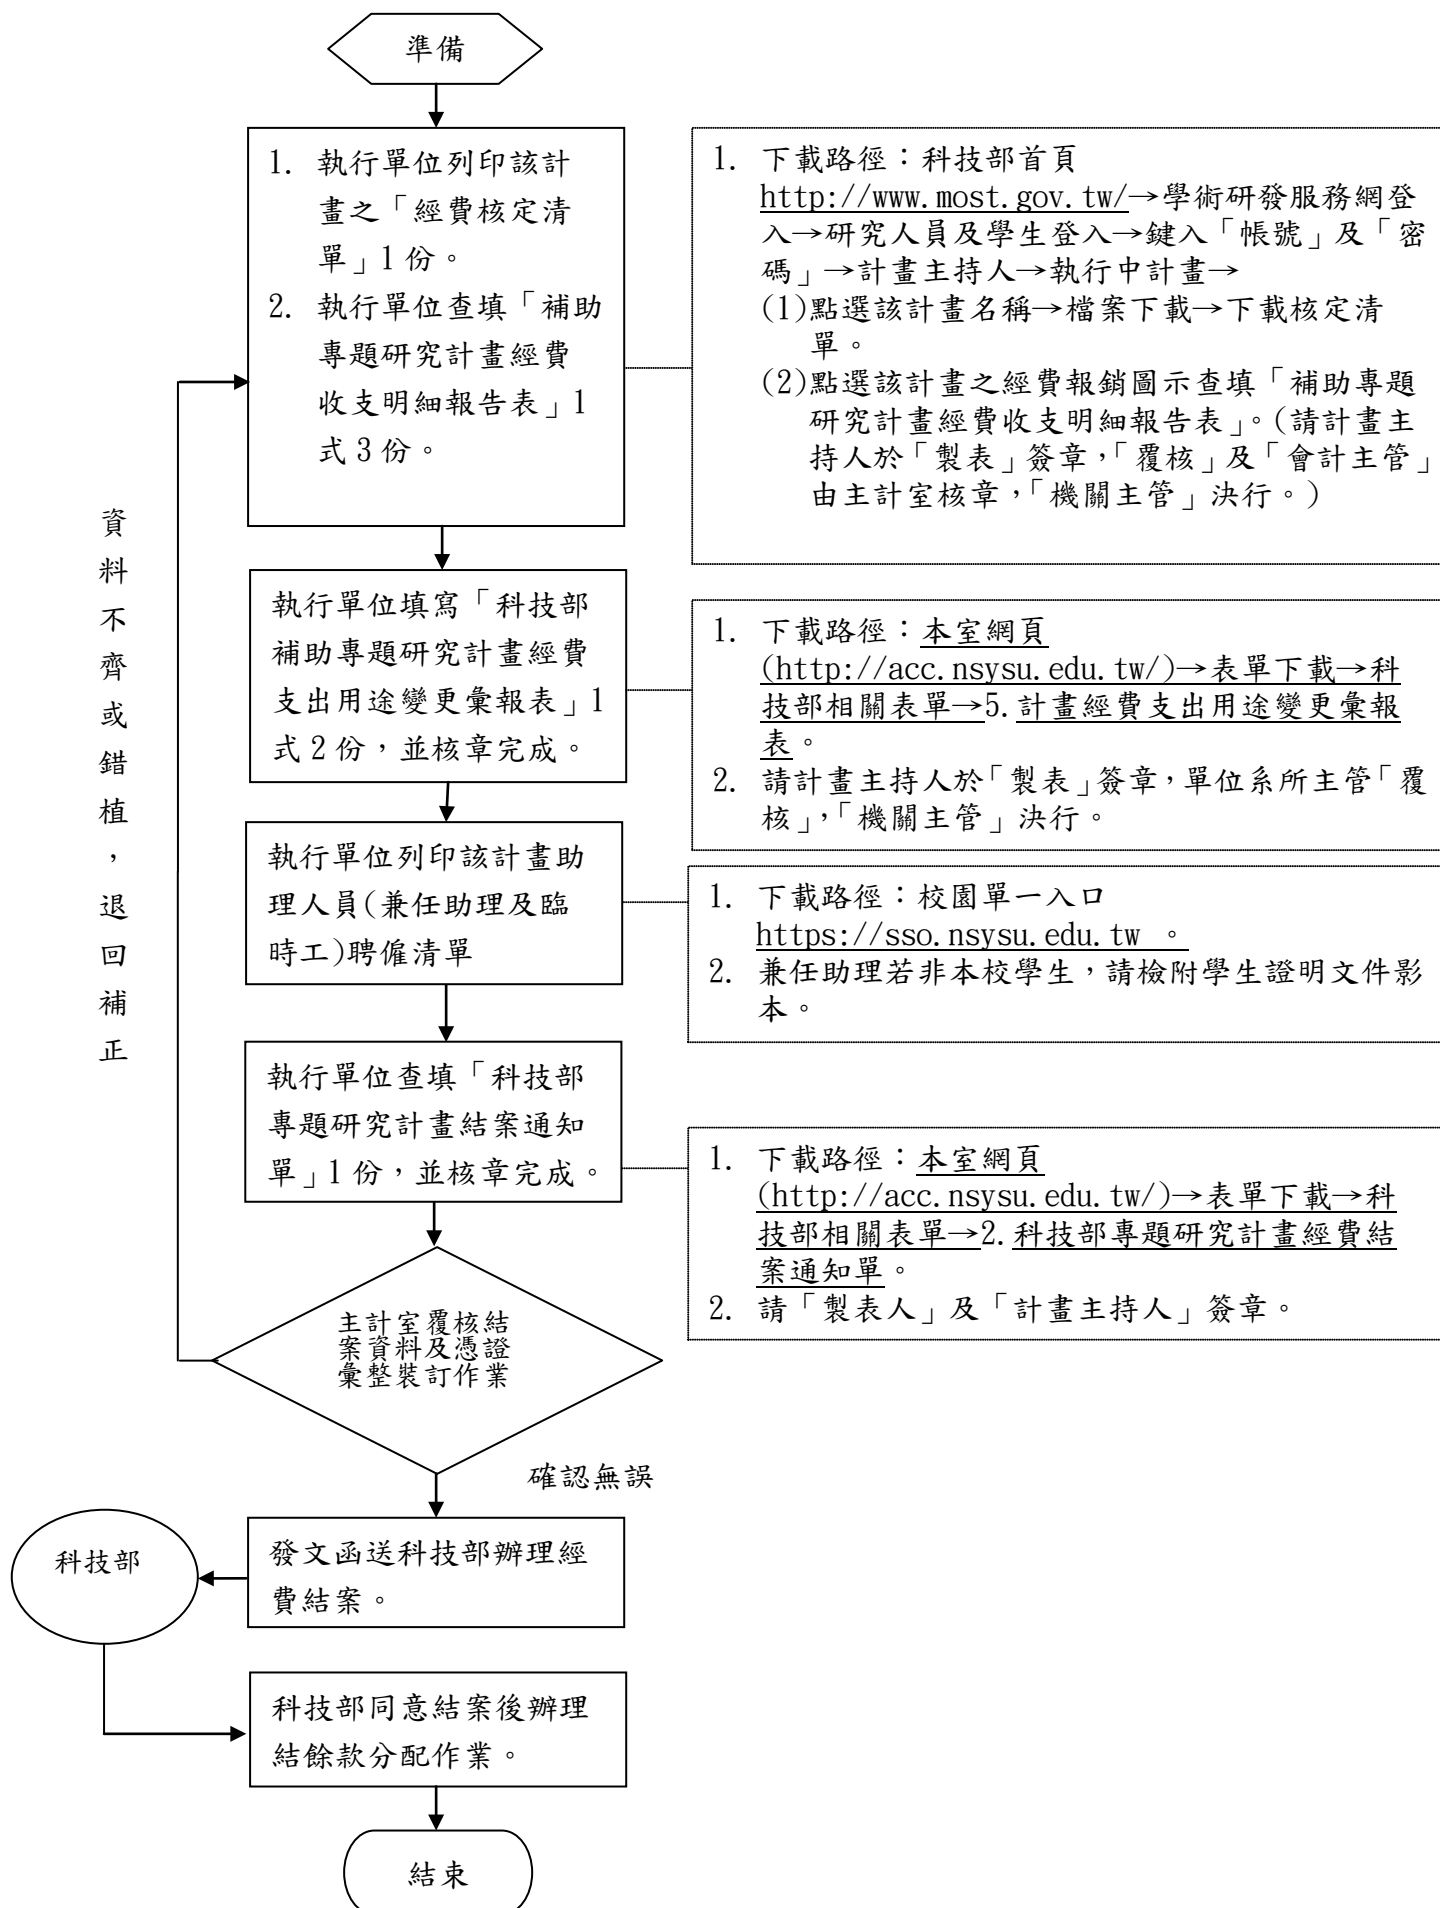 準備
1. 執行單位列印該計
畫之「經費核定清
單」1 份。
2. 執行單位查填「補助
專題研究計畫經費
收支明細報告表」1
式 3 份。
1. 下載路徑：科技部首頁
http://www.most.gov.tw/→學術研發服務網登
入→研究人員及學生登入→鍵入「帳號」及「密
碼」→計畫主持人→執行中計畫→
(1)點選該計畫名稱→檔案下載→下載核定清
單。
(2)點選該計畫之經費報銷圖示查填「補助專題
研究計畫經費收支明細報告表」。(請計畫主
持人於「製表」簽章,「覆核」及「會計主管」
由主計室核章,「機關主管」決行。)
執行單位填寫「科技部
補助專題研究計畫經費
支出用途變更彙報表」1
式 2 份，並核章完成。
1. 下載路徑：本室網頁
(http://acc.nsysu.edu.tw/)→表單下載→科
技部相關表單→5.計畫經費支出用途變更彙報
表。
2. 請計畫主持人於「製表」簽章,單位系所主管「覆
核」,「機關主管」決行。
執行單位列印該計畫助
理人員(兼任助理及臨
時工)聘僱清單
1. 下載路徑：校園單一入口
https://sso.nsysu.edu.tw 。
2. 兼任助理若非本校學生，請檢附學生證明文件影
本。
執行單位查填「科技部
專題研究計畫結案通知
單」1 份，並核章完成。
1. 下載路徑：本室網頁
(http://acc.nsysu.edu.tw/)→表單下載→科
技部相關表單→2.科技部專題研究計畫經費結
案通知單。
2. 請「製表人」及「計畫主持人」簽章。
主計室覆核結
案資料及憑證
彙整裝訂作業
資料不齊或錯植，退回補正
確認無誤
發文函送科技部辦理經
費結案。
科技部
科技部同意結案後辦理
結餘款分配作業。
結束